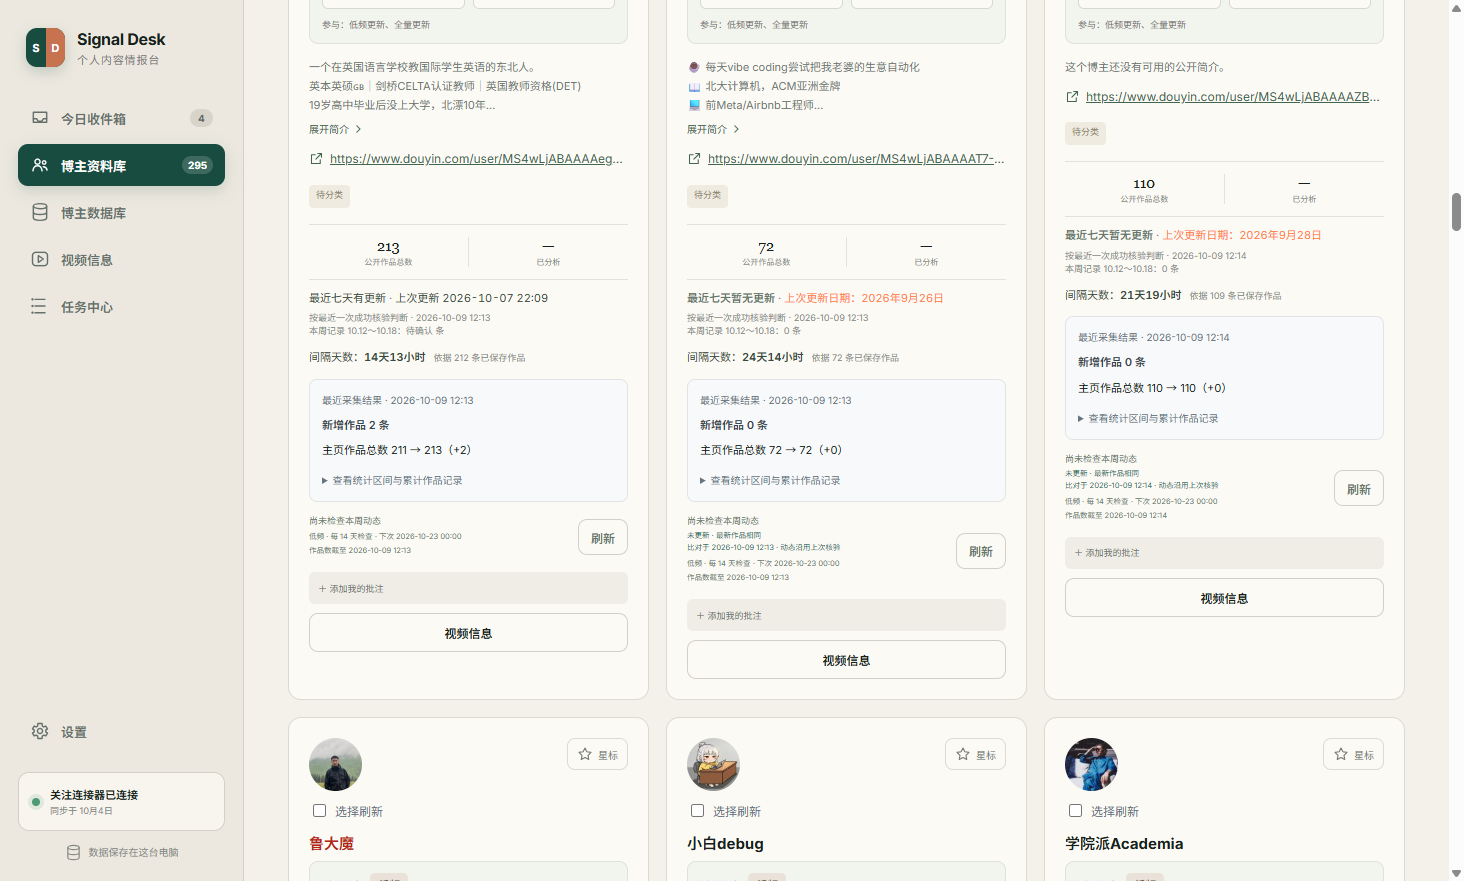 S D
Signal Desk
个人内容情报台
今日收件箱 4
博主资料库 295
博主数据库
视频信息
任务中心
设置
关注连接器已连接
同步于 10月4日
数据保存在这台电脑
参与：低频更新、全量更新
一个在英国语言学校教国际学生英语的东北人。
英本英硕GB｜剑桥CELTA认证教师｜英国教师资格(DET)
19岁高中毕业后没上大学，北漂10年...
展开简介
https://www.douyin.com/user/MS4wLjABAAAAeg...
待分类
213
公开作品总数
—
已分析
最近七天有更新 · 上次更新 2026-10-07 22:09
按最近一次成功核验判断 · 2026-10-09 12:13
本周记录 10.12～10.18：待确认 条
间隔天数：14天13小时 依据 212 条已保存作品
最近采集结果 · 2026-10-09 12:13
新增作品 2 条
主页作品总数 211 → 213（+2）
查看统计区间与累计作品记录
尚未检查本周动态
低频 · 每 14 天检查 · 下次 2026-10-23 00:00
作品数截至 2026-10-09 12:13
刷新
+ 添加我的批注
视频信息
参与：低频更新、全量更新
每天vibe coding尝试把我老婆的生意自动化
北大计算机，ACM亚洲金牌
前Meta/Airbnb工程师...
展开简介
https://www.douyin.com/user/MS4wLjABAAAAT7-...
待分类
72
公开作品总数
—
已分析
最近七天暂无更新 · 上次更新日期：2026年9月26日
按最近一次成功核验判断 · 2026-10-09 12:13
本周记录 10.12～10.18：0 条
间隔天数：24天14小时 依据 72 条已保存作品
最近采集结果 · 2026-10-09 12:13
新增作品 0 条
主页作品总数 72 → 72（+0）
查看统计区间与累计作品记录
尚未检查本周动态
未更新 · 最新作品相同
比对于 2026-10-09 12:13 · 动态沿用上次核验
低频 · 每 14 天检查 · 下次 2026-10-23 00:00
作品数截至 2026-10-09 12:13
刷新
+ 添加我的批注
视频信息
参与：低频更新、全量更新
这个博主还没有可用的公开简介。
https://www.douyin.com/user/MS4wLjABAAAAZB...
待分类
110
公开作品总数
—
已分析
最近七天暂无更新 · 上次更新日期：2026年9月28日
按最近一次成功核验判断 · 2026-10-09 12:14
本周记录 10.12～10.18：0 条
间隔天数：21天19小时 依据 109 条已保存作品
最近采集结果 · 2026-10-09 12:14
新增作品 0 条
主页作品总数 110 → 110（+0）
查看统计区间与累计作品记录
尚未检查本周动态
未更新 · 最新作品相同
比对于 2026-10-09 12:14 · 动态沿用上次核验
低频 · 每 14 天检查 · 下次 2026-10-23 00:00
作品数截至 2026-10-09 12:14
刷新
+ 添加我的批注
视频信息
星标
选择刷新
鲁大魔
星标
选择刷新
小白debug
星标
选择刷新
学院派Academia